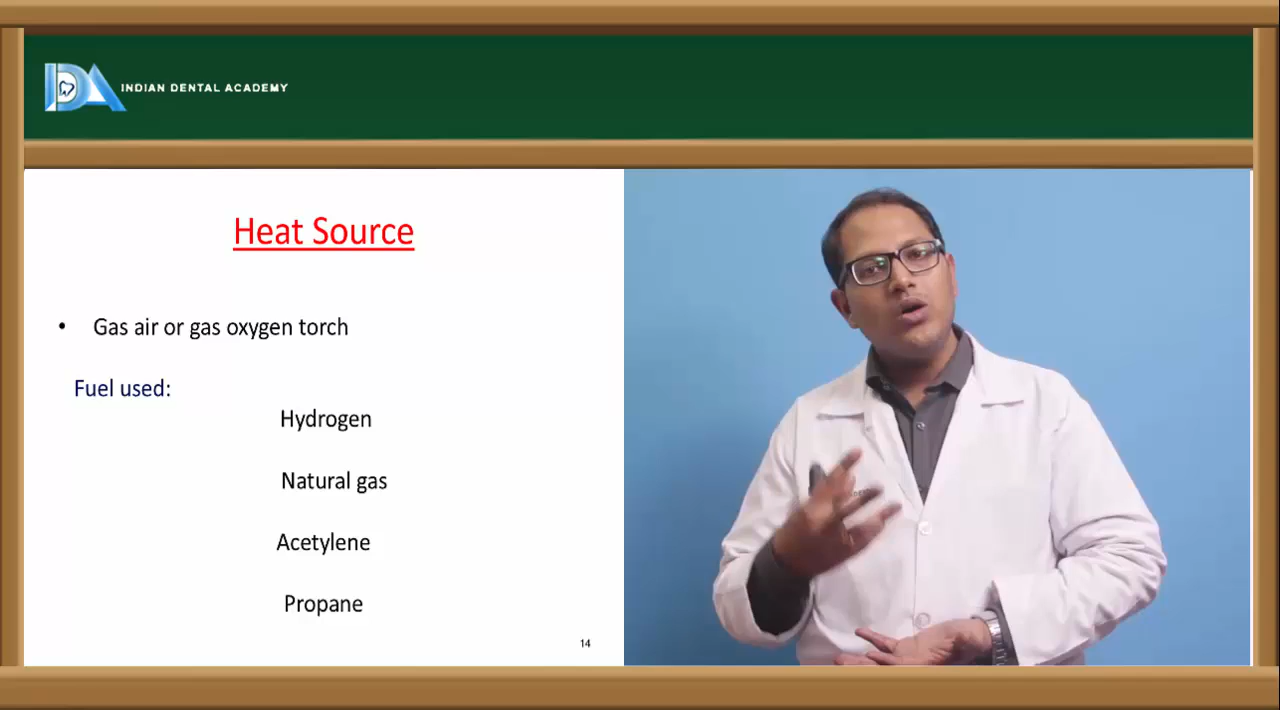 INDIAN DENTAL ACADEMY
Heat Source
• Gas air or gas oxygen torch
Fuel used:
Hydrogen
Natural gas
Acetylene
Propane
14